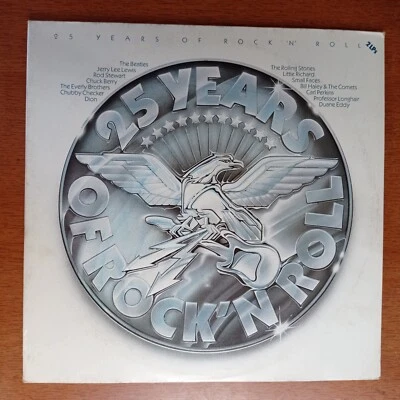 25 YEARS OF ROCK 'N' ROLL
2 LPs
The Beatles
Jerry Lee Lewis
Rod Stewart
Chuck Berry
The Everly Brothers
Chubby Checker
Dion
The Rolling Stones
Little Richard
Small Faces
Bill Haley & The Comets
Carl Perkins
Professor Longhair
Duane Eddy
25 YEARS
OF ROCK 'N ROLL